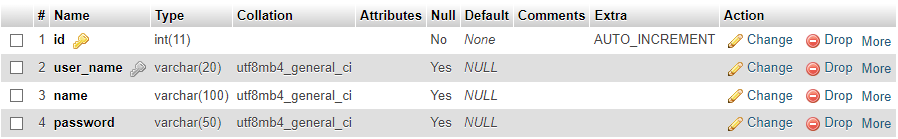 # Name Type Collation Attributes Null Default Comments Extra Action
1 id int(11) No None AUTO_INCREMENT Change Drop More
2 user_name varchar(20) utf8mb4_general_ci Yes NULL Change Drop More
3 name varchar(100) utf8mb4_general_ci Yes NULL Change Drop More
4 password varchar(50) utf8mb4_general_ci Yes NULL Change Drop More